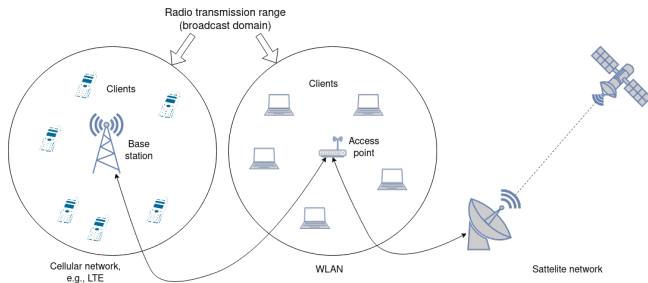 Radio transmission range
(broadcast domain)
Clients
Base
station
Clients
Access
point
Cellular network,
e.g., LTE
WLAN
Sattelite network